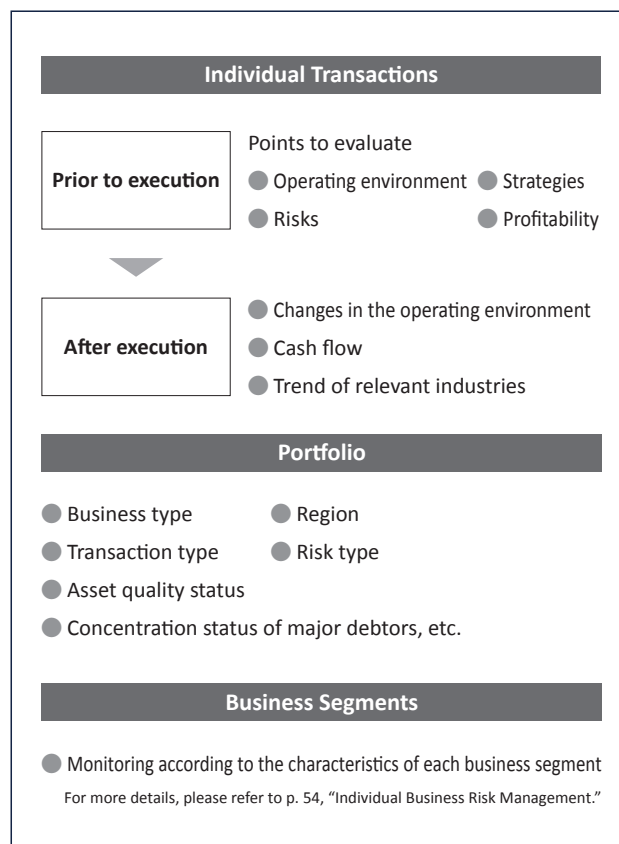 Individual Transactions
Prior to execution
Points to evaluate
Operating environment
Strategies
Risks
Profitability
After execution
Changes in the operating environment
Cash flow
Trend of relevant industries
Portfolio
Business type
Region
Transaction type
Risk type
Asset quality status
Concentration status of major debtors, etc.
Business Segments
Monitoring according to the characteristics of each business segment
For more details, please refer to p. 54, “Individual Business Risk Management.”